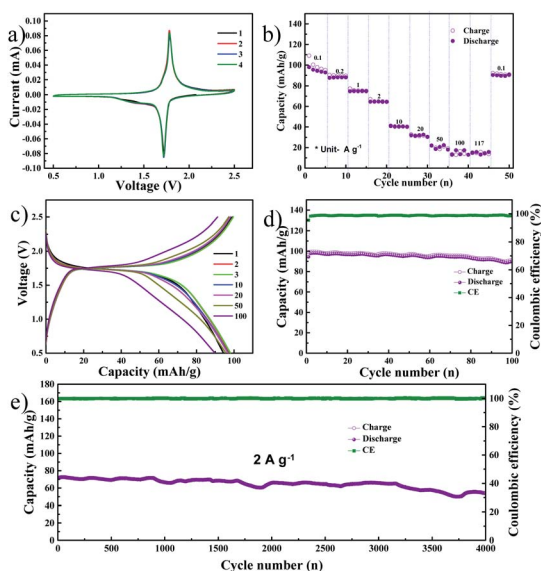 a)
0.10
0.08
0.06
0.04
0.02
0.00
-0.02
-0.04
-0.06
-0.08
-0.10
Current (mA)
1
2
3
4
0.5 1.0 1.5 2.0 2.5
Voltage (V)
b)
140
120
100
80
60
40
20
0
Capacity (mAh/g)
Charge
Discharge
0.1
0.2
1
2
10
20
50
100
117
0.1
* Unit- A g-1
0 10 20 30 40 50
Cycle number (n)
c)
2.5
2.0
1.5
1.0
0.5
Voltage (V)
1
2
3
10
20
50
100
0 20 40 60 80 100
Capacity (mAh/g)
d)
140
120
100
80
60
40
20
0
Capacity (mAh/g)
Charge
Discharge
CE
100
80
60
40
20
0
Coulombic efficiency (%)
0 20 40 60 80 100
Cycle number (n)
e)
180
160
140
120
100
80
60
40
20
0
Capacity (mAh/g)
Charge
Discharge
CE
2 A g-1
100
80
60
40
20
0
Coulombic efficiency (%)
0 500 1000 1500 2000 2500 3000 3500 4000
Cycle number (n)